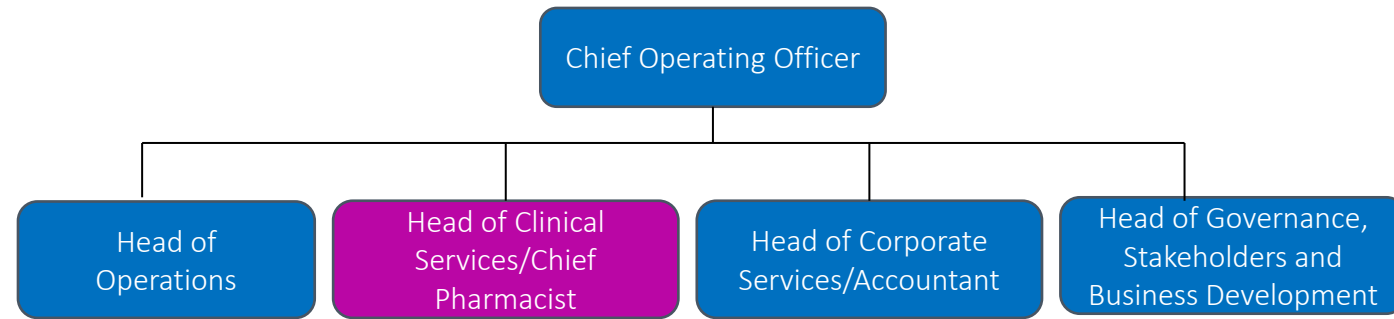 Chief Operating Officer
Head of
Operations
Head of Clinical
Services/Chief
Pharmacist
Head of Corporate
Services/Accountant
Head of Governance,
Stakeholders and
Business Development